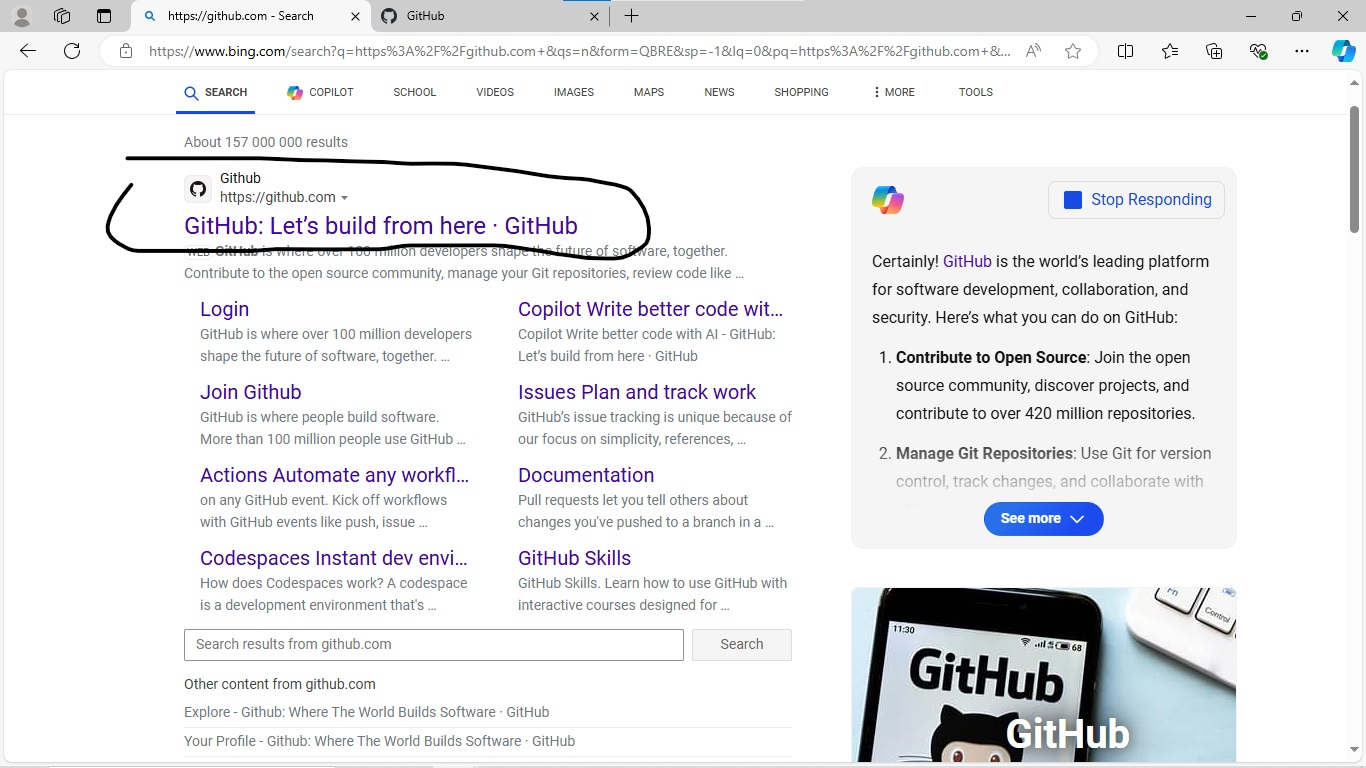 https://github.com - Search
GitHub
https://www.bing.com/search?q=https%3A%2F%2Fgithub.com+&qs=n&form=QBRE&sp=-1&lq=0&pq=https%3A%2F%2Fgithub.com+&...
SEARCH COPILOT SCHOOL VIDEOS IMAGES MAPS NEWS SHOPPING MORE TOOLS
About 157 000 000 results
Github
https://github.com
GitHub: Let’s build from here · GitHub
WEB GitHub is where over 100 million developers shape the future of software, together.
Contribute to the open source community, manage your Git repositories, review code like ...
Login
GitHub is where over 100 million developers
shape the future of software, together. ...
Copilot Write better code wit...
Copilot Write better code with AI - GitHub:
Let’s build from here · GitHub
Join Github
GitHub is where people build software.
More than 100 million people use GitHub ...
Issues Plan and track work
GitHub’s issue tracking is unique because of
our focus on simplicity, references, ...
Actions Automate any workfl...
on any GitHub event. Kick off workflows
with GitHub events like push, issue ...
Documentation
Pull requests let you tell others about
changes you've pushed to a branch in a ...
Codespaces Instant dev envi...
How does Codespaces work? A codespace
is a development environment that's ...
GitHub Skills
GitHub Skills. Learn how to use GitHub with
interactive courses designed for ...
Search results from github.com
Search
Other content from github.com
Explore - Github: Where The World Builds Software · GitHub
Your Profile - Github: Where The World Builds Software · GitHub
Stop Responding
Certainly! GitHub is the world’s leading platform
for software development, collaboration, and
security. Here’s what you can do on GitHub:
1. Contribute to Open Source: Join the open
source community, discover projects, and
contribute to over 420 million repositories.
2. Manage Git Repositories: Use Git for version
control, track changes, and collaborate with
See more
11:30
68
Fn
Control
GitHub
GitHub